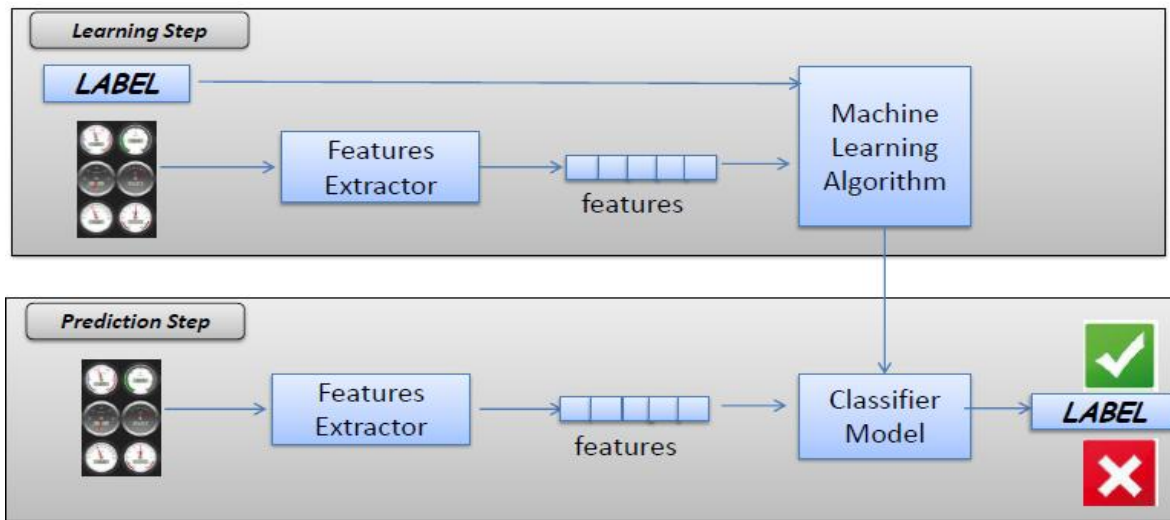 Learning Step
LABEL
Features
Extractor
features
Machine
Learning
Algorithm
Prediction Step
Features
Extractor
features
Classifier
Model
LABEL